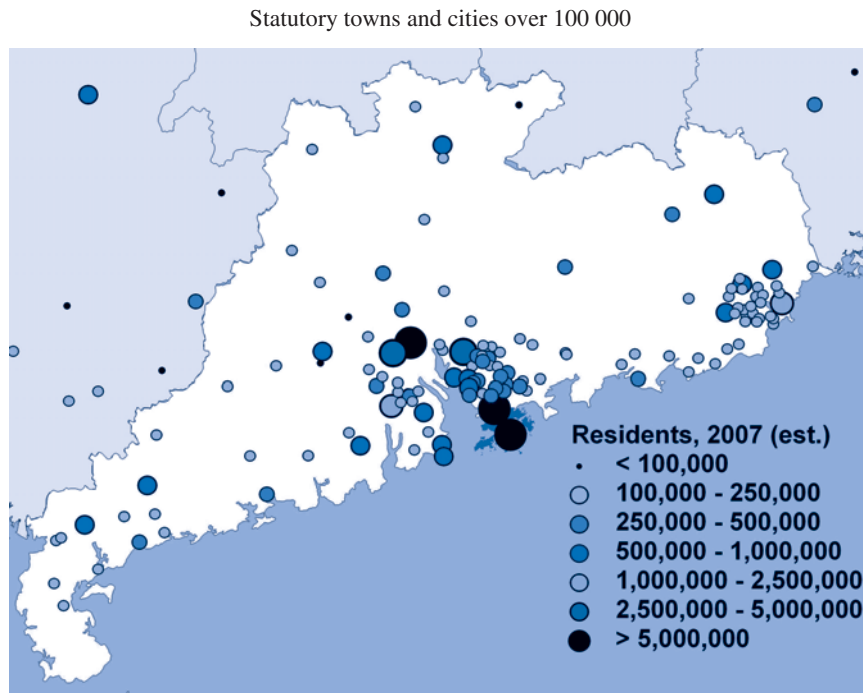 Statutory towns and cities over 100 000
Residents, 2007 (est.)
< 100,000
100,000 - 250,000
250,000 - 500,000
500,000 - 1,000,000
1,000,000 - 2,500,000
2,500,000 - 5,000,000
> 5,000,000